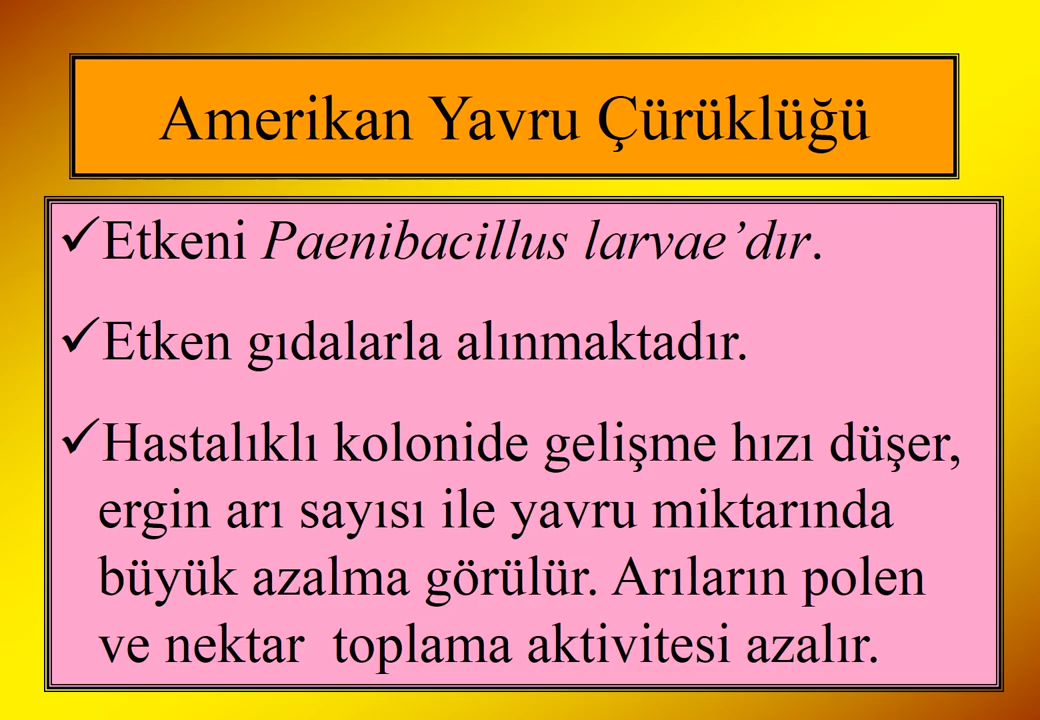 Amerikan Yavru Çürüklüğü
✓Etkeni Paenibacillus larvae’dır.
✓Etken gıdalarla alınmaktadır.
✓Hastalıklı kolonide gelişme hızı düşer,
ergin arı sayısı ile yavru miktarında
büyük azalma görülür. Arıların polen
ve nektar  toplama aktivitesi azalır.